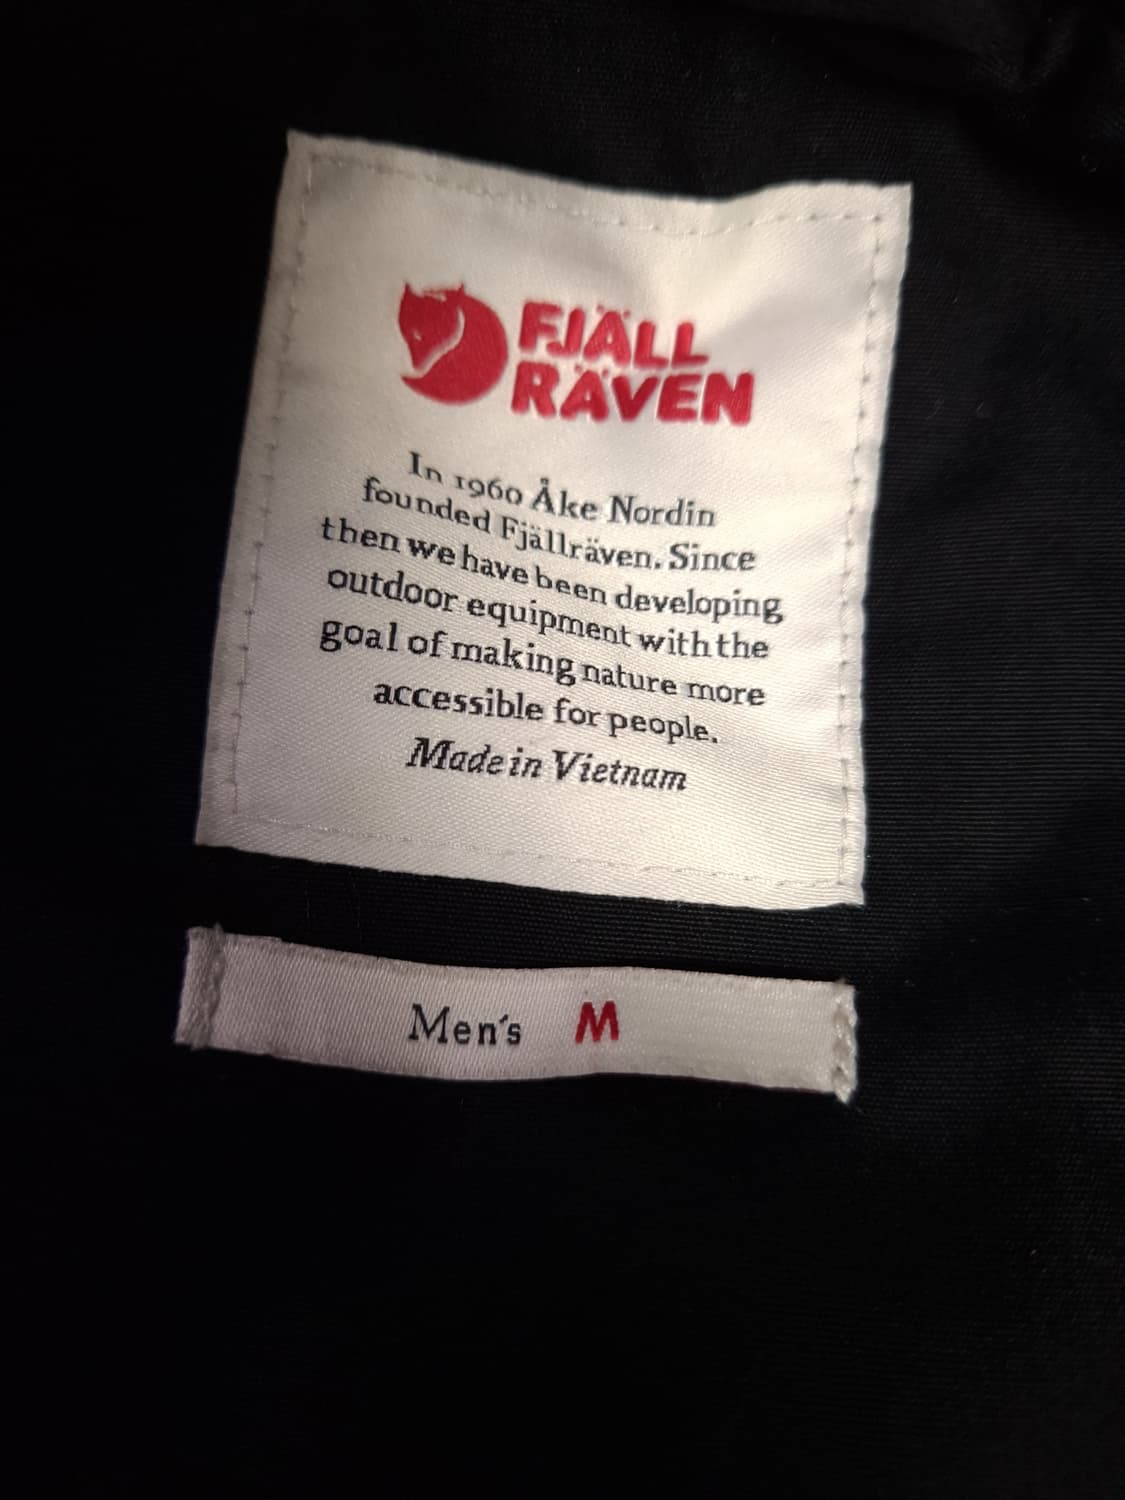 FJÄLL
RÄVEN
In 1960 Åke Nordin
founded Fjällräven. Since
then we have been developing
outdoor equipment with the
goal of making nature more
accessible for people.
Made in Vietnam
Men's M